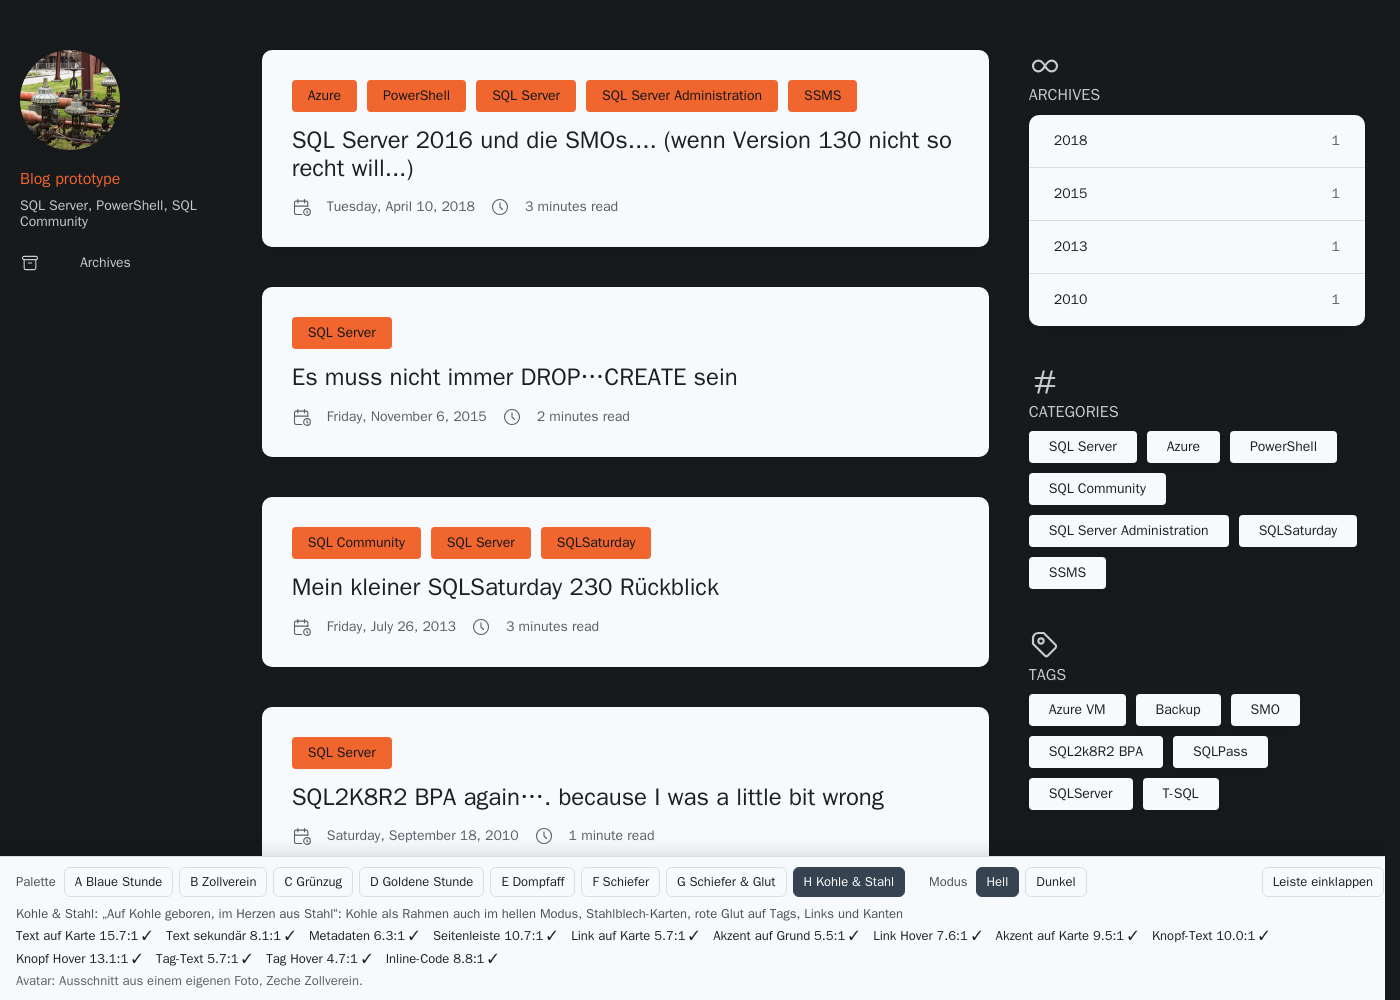 Blog prototype
SQL Server, PowerShell, SQL
Community
Archives
Azure PowerShell SQL Server SQL Server Administration SSMS
SQL Server 2016 und die SMOs.... (wenn Version 130 nicht so
recht will...)
Tuesday, April 10, 2018 3 minutes read
SQL Server
Es muss nicht immer DROP···CREATE sein
Friday, November 6, 2015 2 minutes read
SQL Community SQL Server SQLSaturday
Mein kleiner SQLSaturday 230 Rückblick
Friday, July 26, 2013 3 minutes read
SQL Server
SQL2K8R2 BPA again···. because I was a little bit wrong
Saturday, September 18, 2010 1 minute read
ARCHIVES
2018 1
2015 1
2013 1
2010 1
#
CATEGORIES
SQL Server Azure PowerShell
SQL Community
SQL Server Administration SQLSaturday
SSMS
TAGS
Azure VM Backup SMO
SQL2k8R2 BPA SQLPass
SQLServer T-SQL
Palette A Blaue Stunde B Zollverein C Grünzug D Goldene Stunde E Dompfaff F Schiefer G Schiefer & Glut H Kohle & Stahl Modus Hell Dunkel Leiste einklappen
Kohle & Stahl: „Auf Kohle geboren, im Herzen aus Stahl": Kohle als Rahmen auch im hellen Modus, Stahlblech-Karten, rote Glut auf Tags, Links und Kanten
Text auf Karte 15.7:1 ✓ Text sekundär 8.1:1 ✓ Metadaten 6.3:1 ✓ Seitenleiste 10.7:1 ✓ Link auf Karte 5.7:1 ✓ Akzent auf Grund 5.5:1 ✓ Link Hover 7.6:1 ✓ Akzent auf Karte 9.5:1 ✓ Knopf-Text 10.0:1 ✓
Knopf Hover 13.1:1 ✓ Tag-Text 5.7:1 ✓ Tag Hover 4.7:1 ✓ Inline-Code 8.8:1 ✓
Avatar: Ausschnitt aus einem eigenen Foto, Zeche Zollverein.